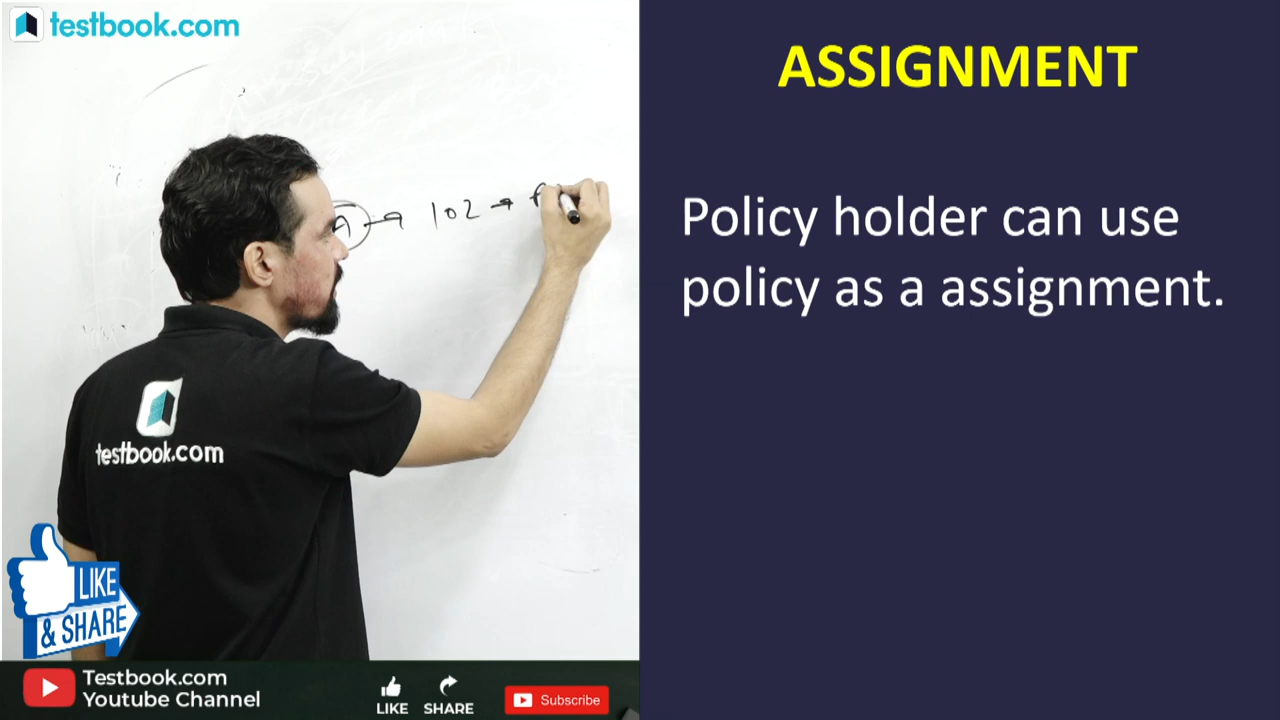 testbook.com
ASSIGNMENT
Policy holder can use
policy as a assignment.
A → 102 →
testbook.com
LIKE
& SHARE
Testbook.com
Youtube Channel
LIKE
SHARE
Subscribe